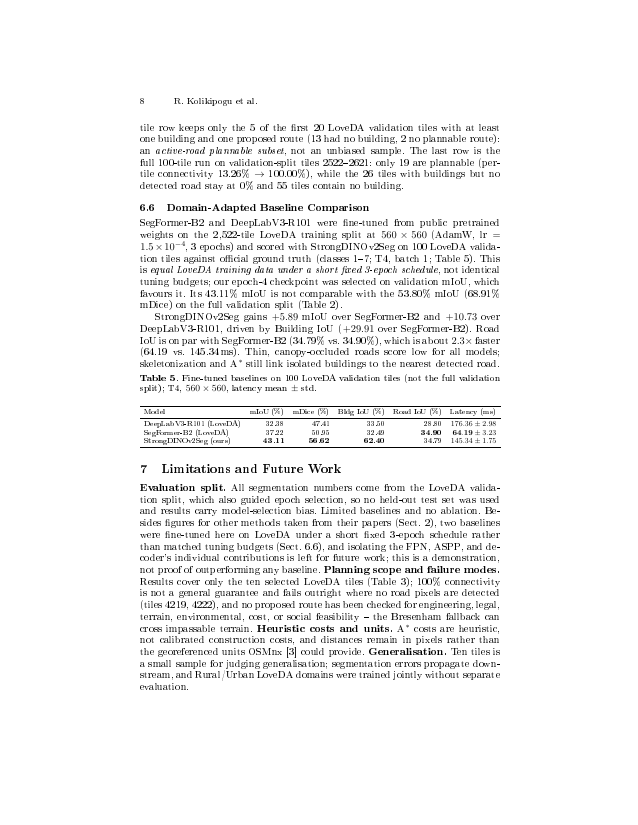 8 R. Kolikipogu et al.
tile row keeps only the 5 of the first 20 LoveDA validation tiles with at least
one building and one proposed route (13 had no building, 2 no plannable route):
an active-road plannable subset, not an unbiased sample. The last row is the
full 100-tile run on validation-split tiles 2522–2621: only 19 are plannable (per-
tile connectivity 13.26% → 100.00%), while the 26 tiles with buildings but no
detected road stay at 0% and 55 tiles contain no building.
6.6 Domain-Adapted Baseline Comparison
SegFormer-B2 and DeepLabV3-R101 were fine-tuned from public pretrained
weights on the 2,522-tile LoveDA training split at 560 × 560 (AdamW, lr =
1.5 × 10⁻⁴, 3 epochs) and scored with StrongDINOv2Seg on 100 LoveDA valida-
tion tiles against official ground truth (classes 1–7; T4, batch 1; Table 5). This
is equal LoveDA training data under a short fixed 3-epoch schedule, not identical
tuning budgets; our epoch-4 checkpoint was selected on validation mIoU, which
favours it. Its 43.11% mIoU is not comparable with the 53.80% mIoU (68.91%
mDice) on the full validation split (Table 2).
StrongDINOv2Seg gains +5.89 mIoU over SegFormer-B2 and +10.73 over
DeepLabV3-R101, driven by Building IoU (+29.91 over SegFormer-B2). Road
IoU is on par with SegFormer-B2 (34.79% vs. 34.90%), which is about 2.3× faster
(64.19 vs. 145.34 ms). Thin, canopy-occluded roads score low for all models;
skeletonization and A* still link isolated buildings to the nearest detected road.
Table 5. Fine-tuned baselines on 100 LoveDA validation tiles (not the full validation
split); T4, 560 × 560, latency mean ± std.
Model mIoU (%) mDice (%) Bldg IoU (%) Road IoU (%) Latency (ms)
DeepLabV3-R101 (LoveDA) 32.38 47.41 33.50 28.80 176.36 ± 2.98
SegFormer-B2 (LoveDA) 37.22 50.95 32.49 34.90 64.19 ± 3.23
StrongDINOv2Seg (ours) 43.11 56.62 62.40 34.79 145.34 ± 1.75
7 Limitations and Future Work
Evaluation split. All segmentation numbers come from the LoveDA valida-
tion split, which also guided epoch selection, so no held-out test set was used
and results carry model-selection bias. Limited baselines and no ablation. Be-
sides figures for other methods taken from their papers (Sect. 2), two baselines
were fine-tuned here on LoveDA under a short fixed 3-epoch schedule rather
than matched tuning budgets (Sect. 6.6), and isolating the FPN, ASPP, and de-
coder's individual contributions is left for future work; this is a demonstration,
not proof of outperforming any baseline. Planning scope and failure modes.
Results cover only the ten selected LoveDA tiles (Table 3); 100% connectivity
is not a general guarantee and fails outright where no road pixels are detected
(tiles 4219, 4222), and no proposed route has been checked for engineering, legal,
terrain, environmental, cost, or social feasibility – the Bresenham fallback can
cross impassable terrain. Heuristic costs and units. A* costs are heuristic,
not calibrated construction costs, and distances remain in pixels rather than
the georeferenced units OSMnx [3] could provide. Generalisation. Ten tiles is
a small sample for judging generalisation; segmentation errors propagate down-
stream, and Rural/Urban LoveDA domains were trained jointly without separate
evaluation.